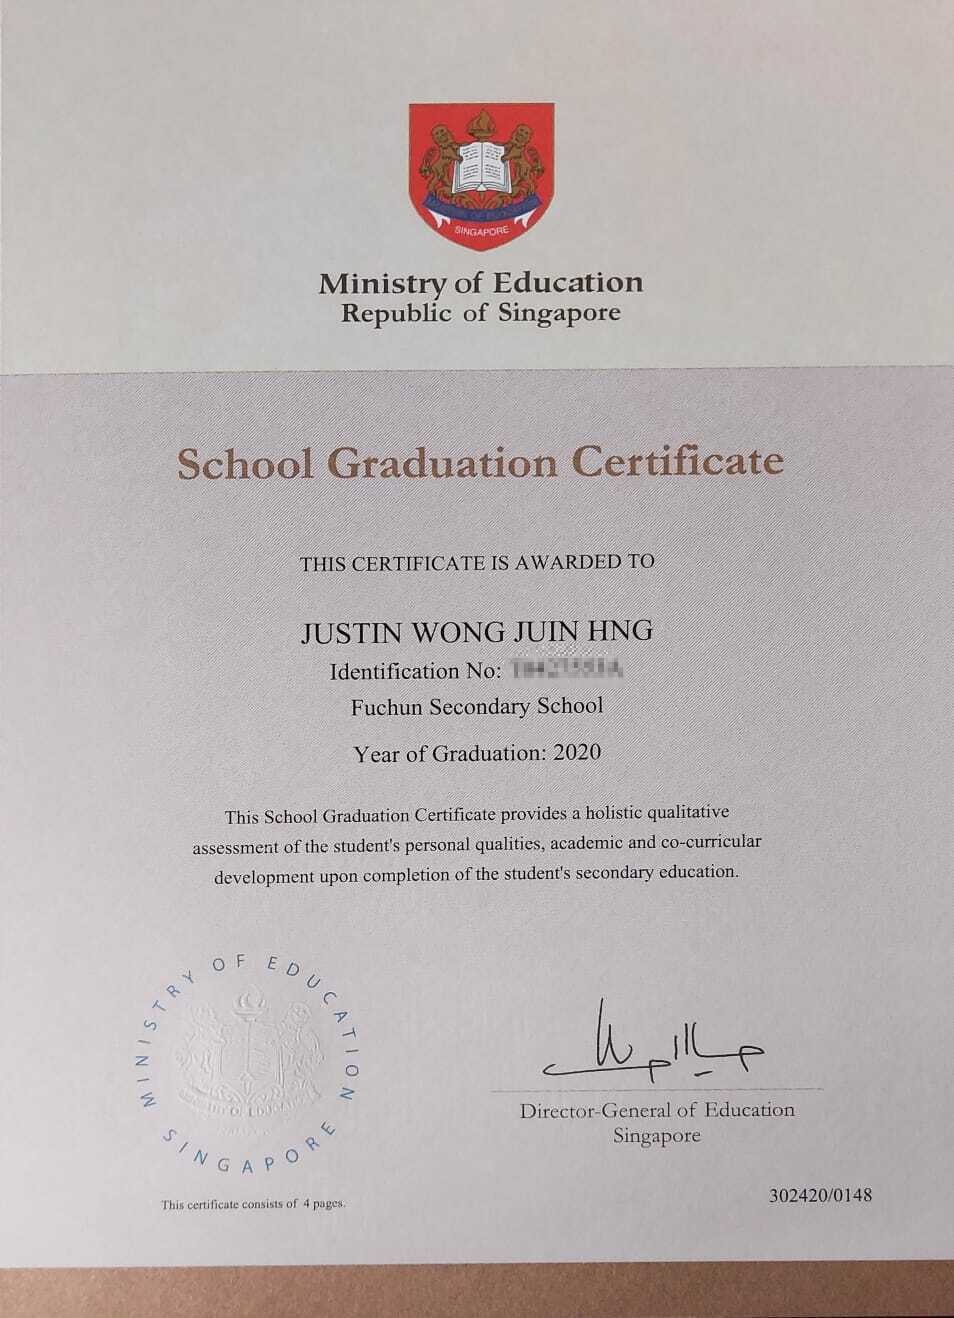 SINGAPORE
Ministry of Education
Republic of Singapore
School Graduation Certificate
THIS CERTIFICATE IS AWARDED TO
JUSTIN WONG JUIN HNG
Identification No:
Fuchun Secondary School
Year of Graduation: 2020
This School Graduation Certificate provides a holistic qualitative
assessment of the student's personal qualities, academic and co-curricular
development upon completion of the student's secondary education.
MINISTRY OF EDUCATION
SINGAPORE
Director-General of Education
Singapore
302420/0148
This certificate consists of 4 pages.